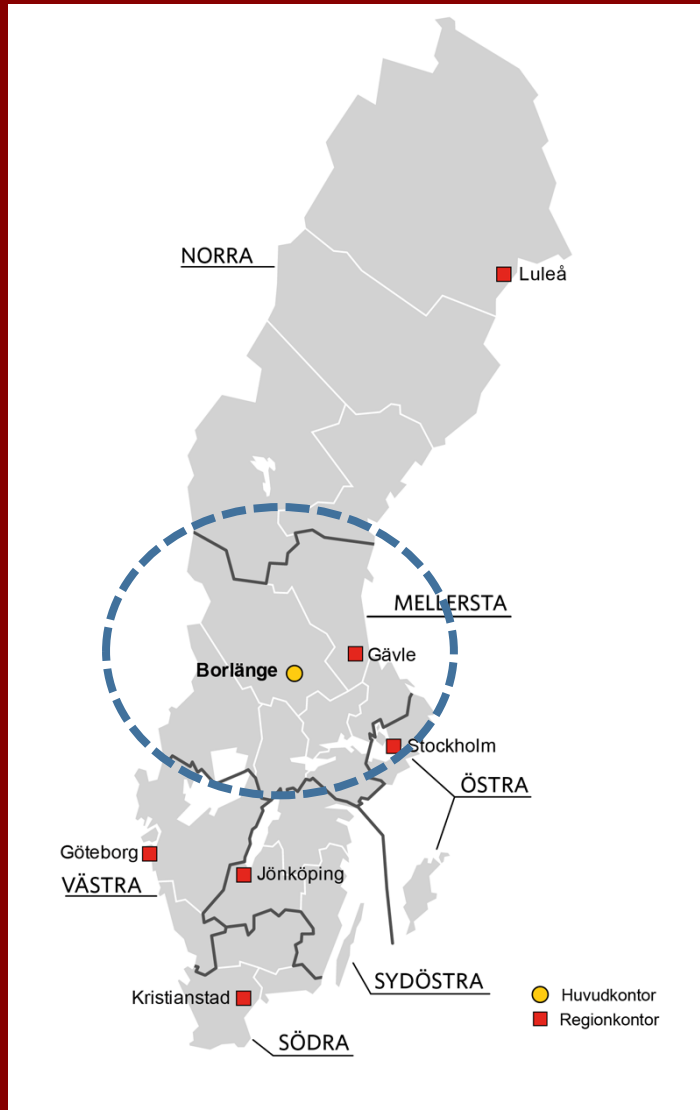 NORRA
Luleå
MELLERSTA
Gävle
Borlänge
Stockholm
ÖSTRA
Göteborg
Jönköping
VÄSTRA
SYDÖSTRA
Kristianstad
SÖDRA
Huvudkontor
Regionkontor